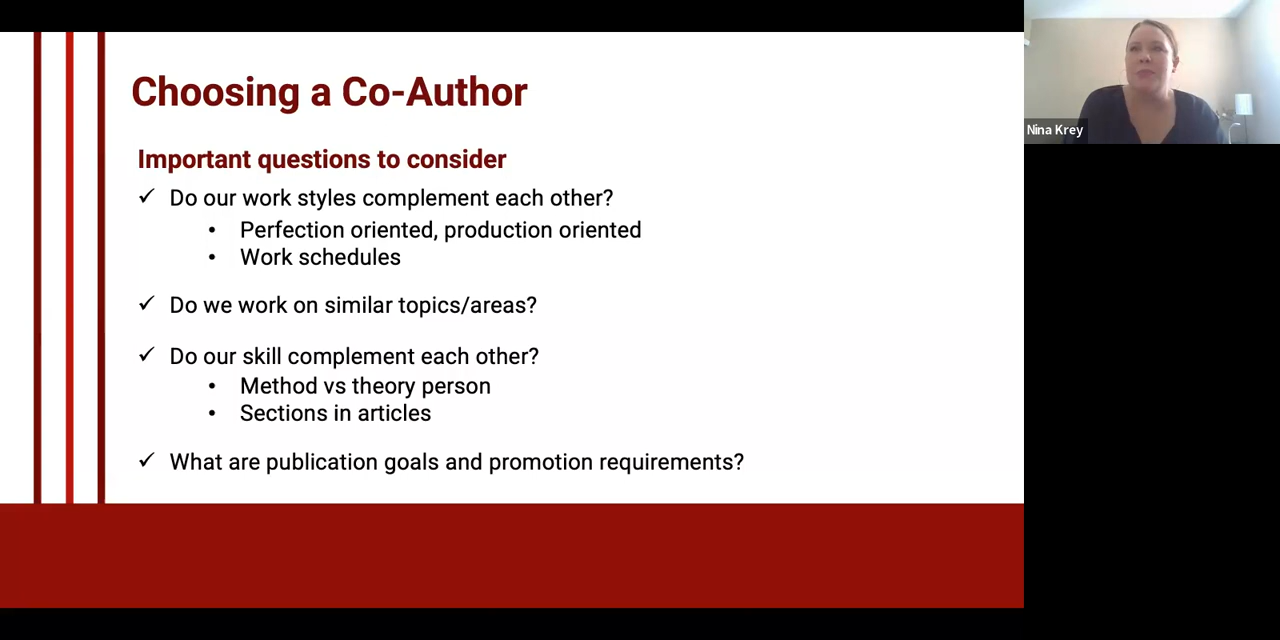 Choosing a Co-Author
Important questions to consider
✓ Do our work styles complement each other?
• Perfection oriented, production oriented
• Work schedules
✓ Do we work on similar topics/areas?
✓ Do our skill complement each other?
• Method vs theory person
• Sections in articles
✓ What are publication goals and promotion requirements?
Nina Krey